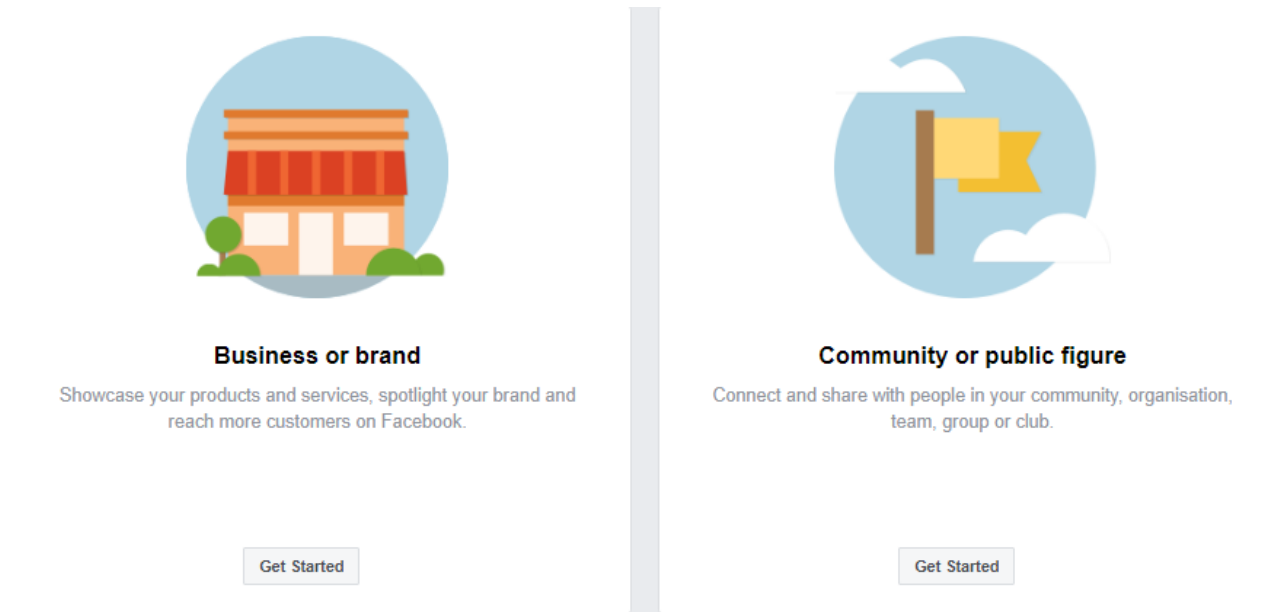 Business or brand
Showcase your products and services, spotlight your brand and
reach more customers on Facebook.
Get Started
Community or public figure
Connect and share with people in your community, organisation,
team, group or club.
Get Started